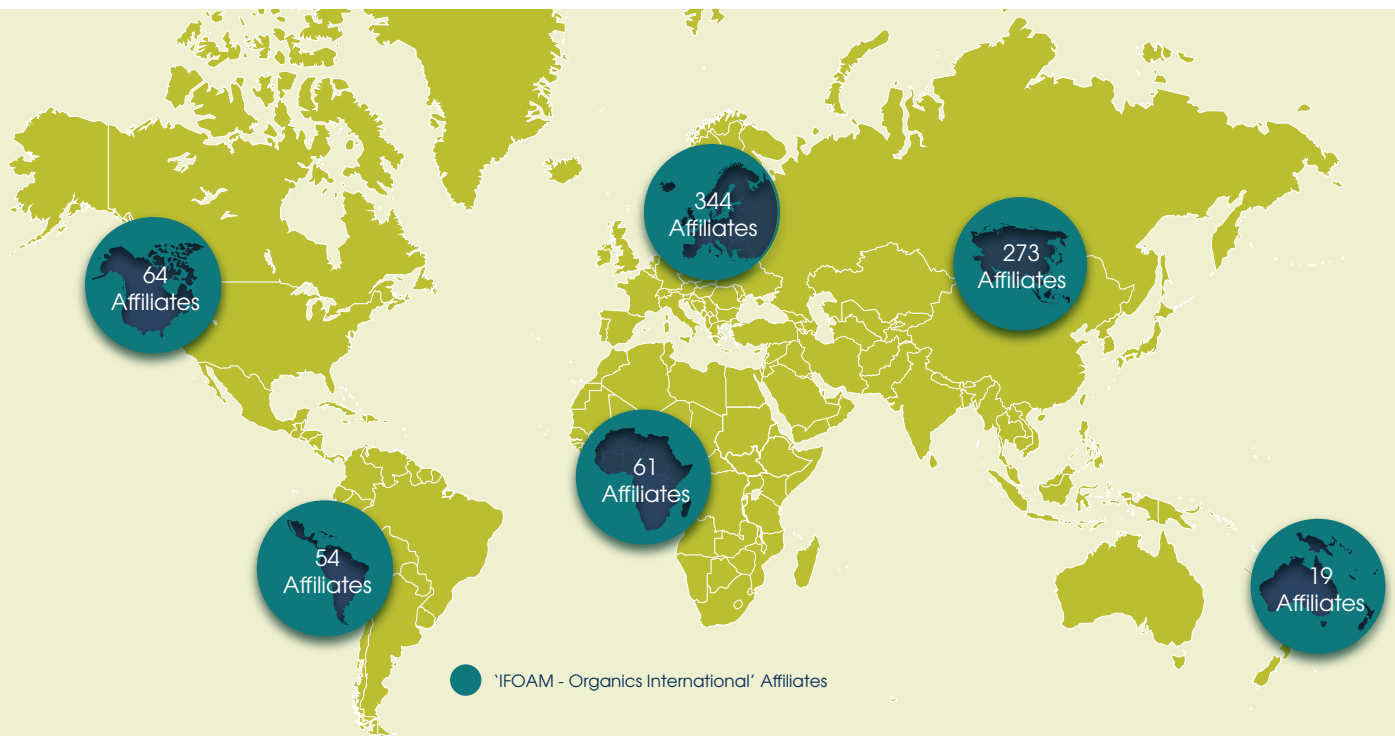 344
Affiliates
64
Affiliates
273
Affiliates
61
Affiliates
54
Affiliates
19
Affiliates
‘IFOAM - Organics International’ Affiliates